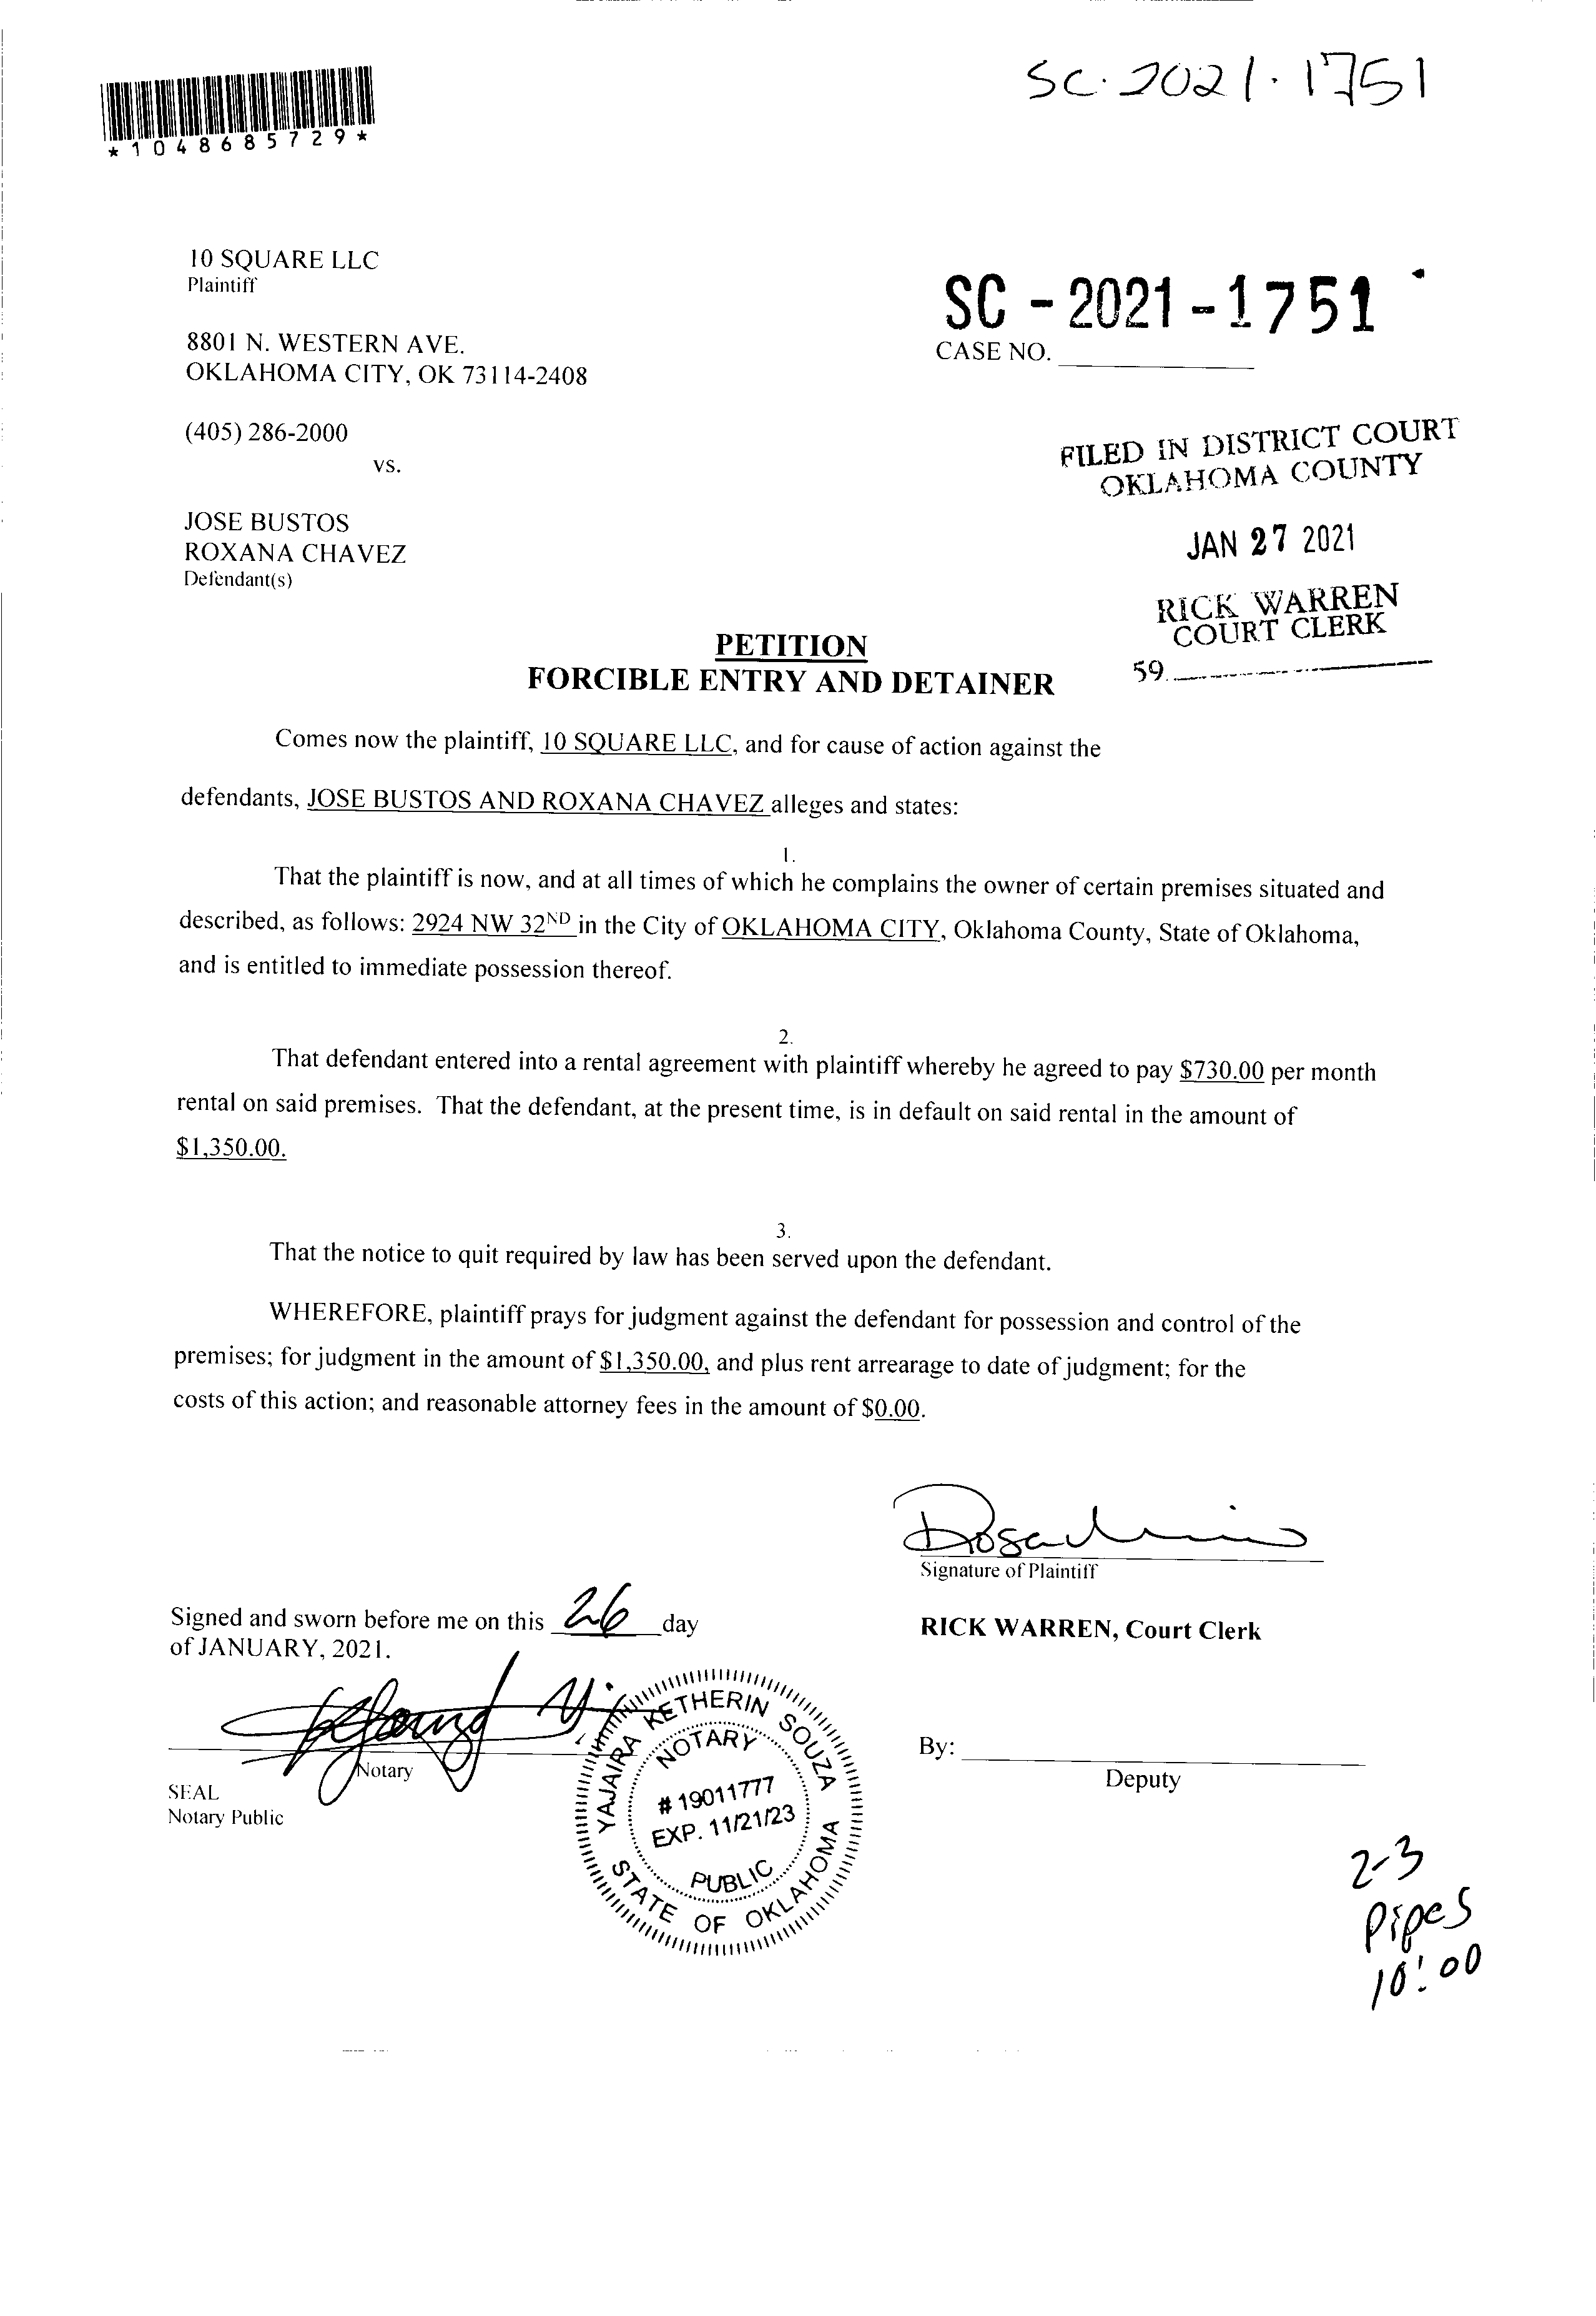 SC.2021.1751
*1048685729*
10 SQUARE LLC
Plaintiff
8801 N. WESTERN AVE.
OKLAHOMA CITY, OK 73114-2408
(405) 286-2000
vs.
JOSE BUSTOS
ROXANA CHAVEZ
Defendant(s)
SC - 2021 - 1751
CASE NO.
FILED IN DISTRICT COURT
OKLAHOMA COUNTY
JAN 27 2021
RICK WARREN
COURT CLERK
59
PETITION
FORCIBLE ENTRY AND DETAINER
Comes now the plaintiff, 10 SQUARE LLC, and for cause of action against the
defendants, JOSE BUSTOS AND ROXANA CHAVEZ alleges and states:
1.
That the plaintiff is now, and at all times of which he complains the owner of certain premises situated and
described, as follows: 2924 NW 32ND in the City of OKLAHOMA CITY, Oklahoma County, State of Oklahoma,
and is entitled to immediate possession thereof.
2.
That defendant entered into a rental agreement with plaintiff whereby he agreed to pay $730.00 per month
rental on said premises. That the defendant, at the present time, is in default on said rental in the amount of
$1,350.00.
3.
That the notice to quit required by law has been served upon the defendant.
WHEREFORE, plaintiff prays for judgment against the defendant for possession and control of the
premises; for judgment in the amount of $1,350.00, and plus rent arrearage to date of judgment; for the
costs of this action; and reasonable attorney fees in the amount of $0.00.
Signature of Plaintiff
Signed and sworn before me on this 26 day
of JANUARY, 2021.
RICK WARREN, Court Clerk
Notary
SEAL
Notary Public
YAJAIRA KETHERIN SOUZA
NOTARY
# 19011777
EXP. 11/21/23
PUBLIC
STATE OF OKLAHOMA
By:
Deputy
2-3
Pipes
10:00